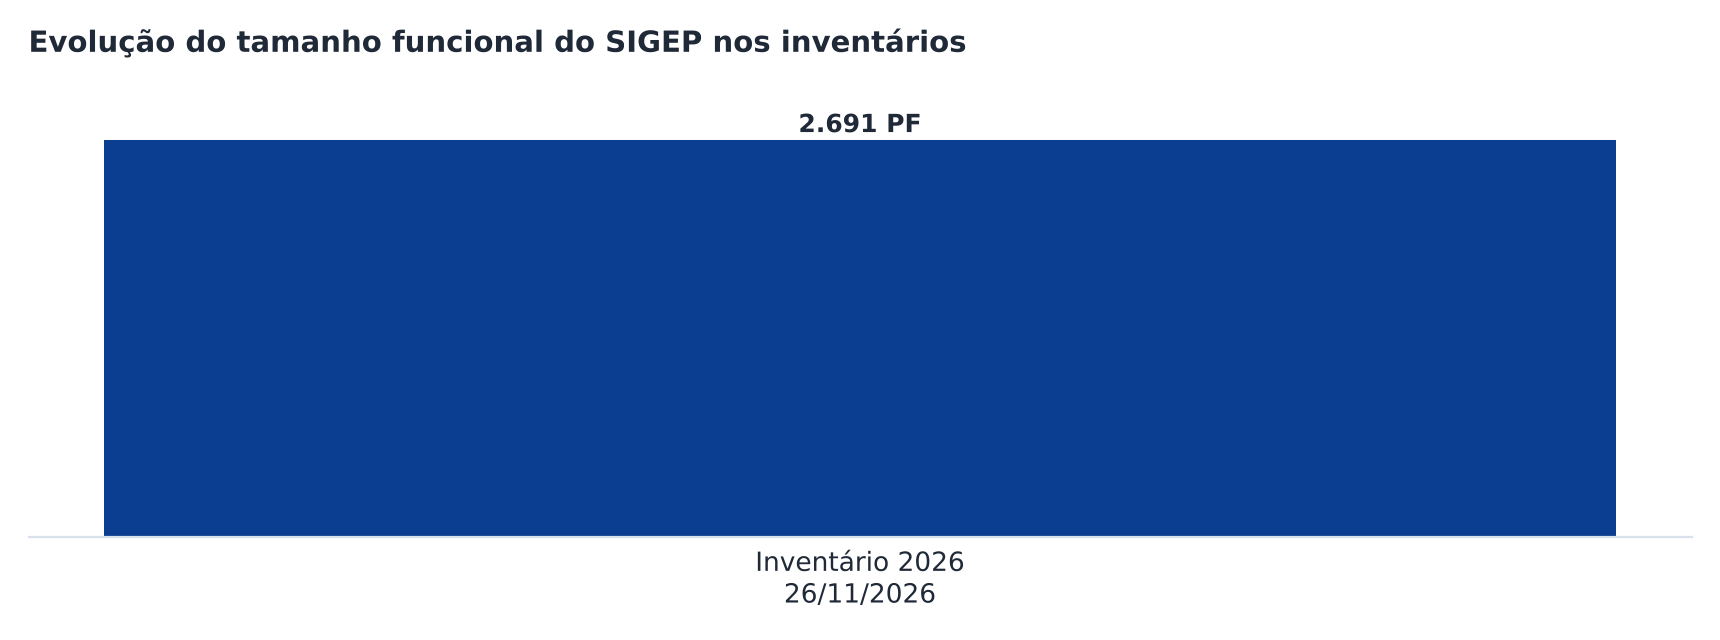 Evolução do tamanho funcional do SIGEP nos inventários
2.691 PF
Inventário 2026
26/11/2026